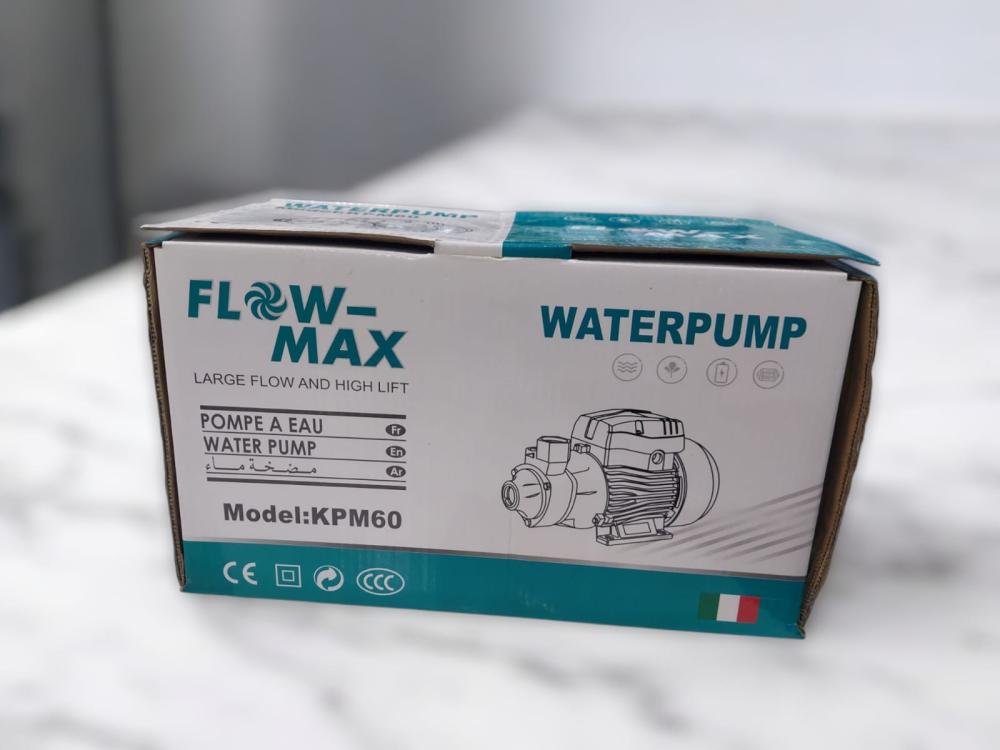 WATERPUMP
MAX
FLOW-
MAX
LARGE FLOW AND HIGH LIFT
POMPE A EAU Fr
WATER PUMP En
مضخة ماء Ar
Model:KPM60
WATERPUMP
CE
CCC